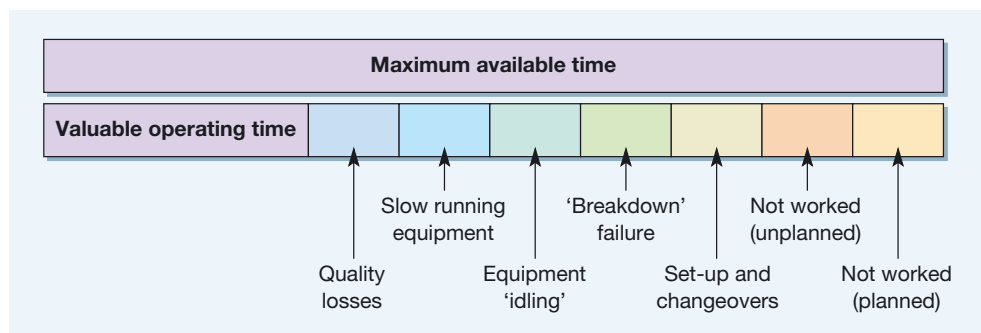 Maximum available time
Valuable operating time
Slow running
equipment
‘Breakdown’
failure
Not worked
(unplanned)
Quality
losses
Equipment
‘idling’
Set-up and
changeovers
Not worked
(planned)